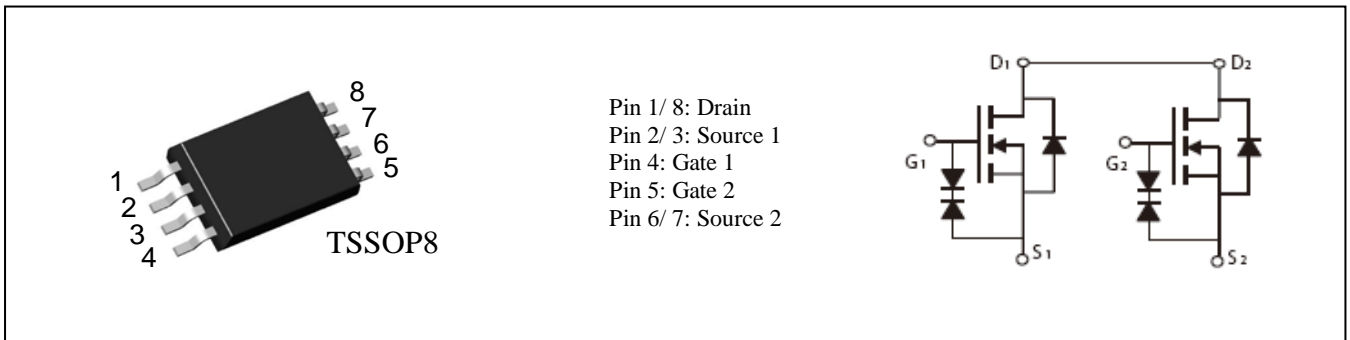 8
7
6
5
1
2
3
4
TSSOP8
Pin 1/ 8: Drain
Pin 2/ 3: Source 1
Pin 4: Gate 1
Pin 5: Gate 2
Pin 6/ 7: Source 2
D1
D2
G1
G2
S1
S2